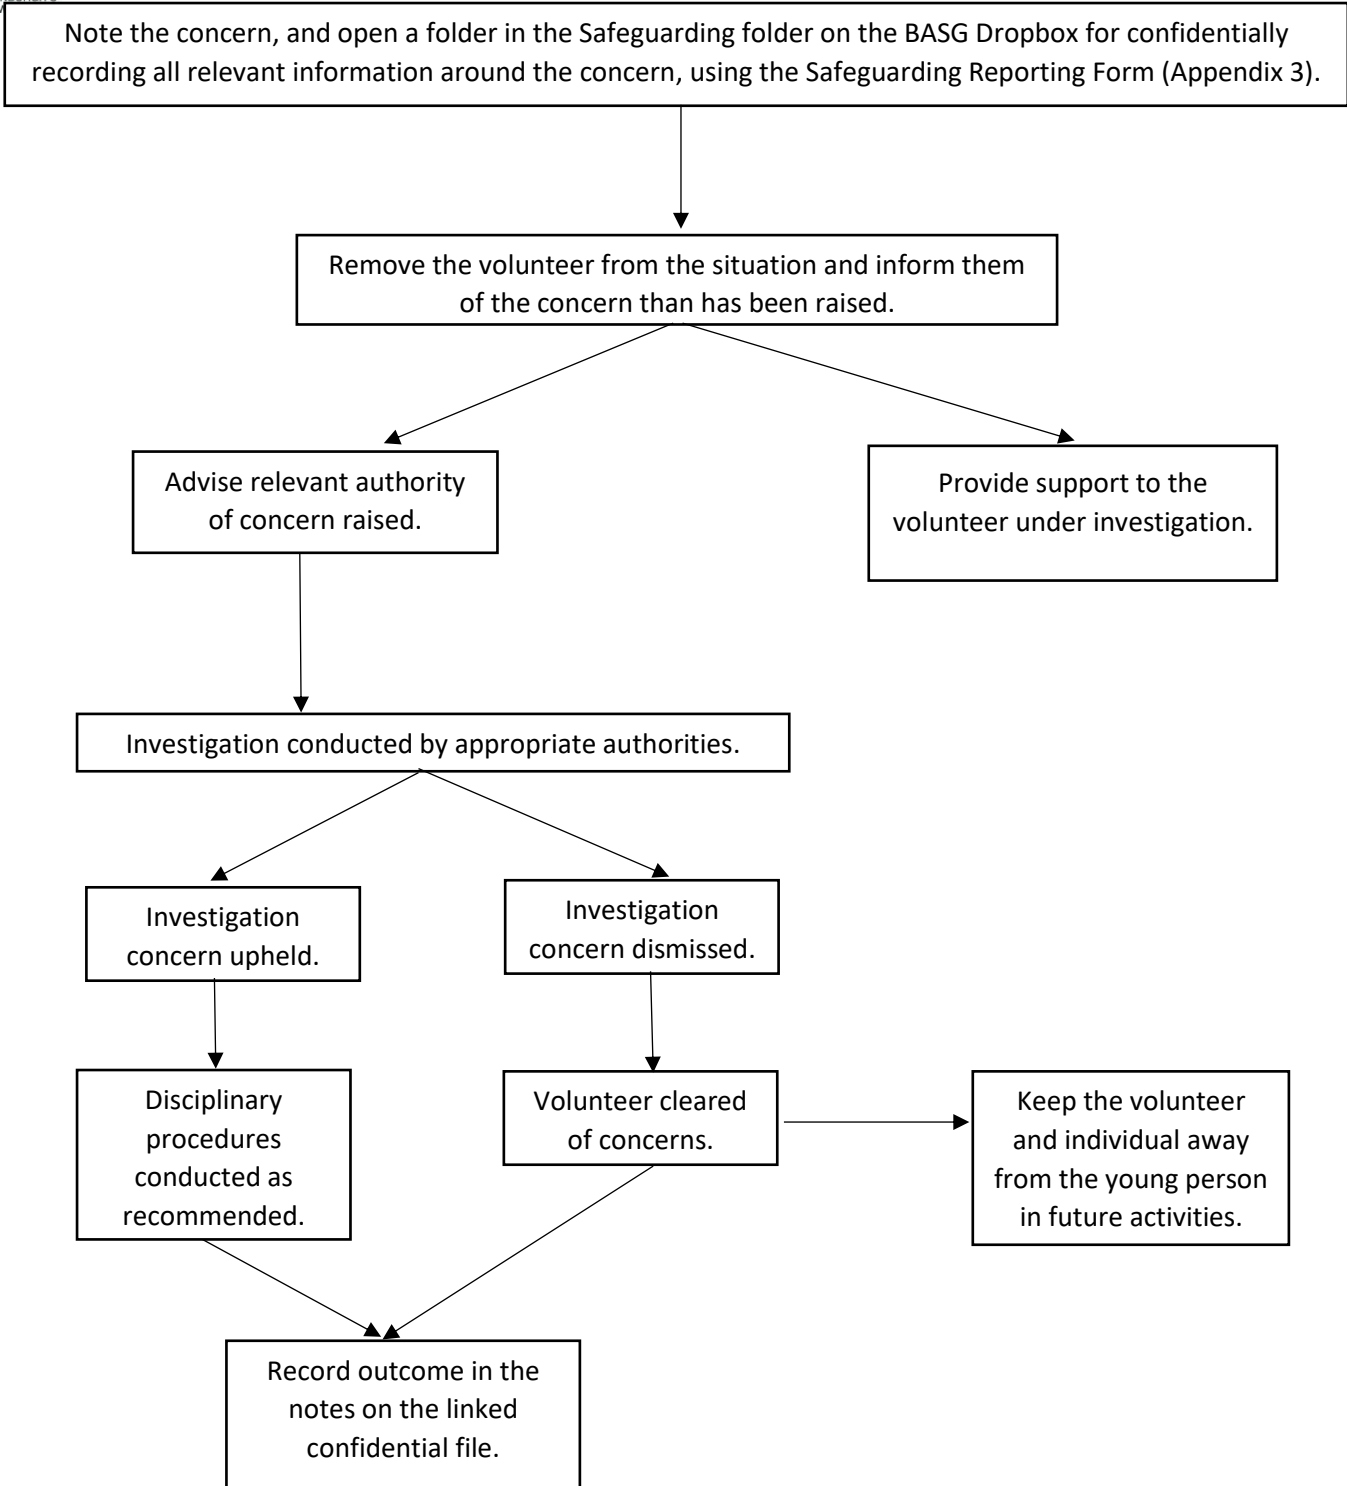 Note the concern, and open a folder in the Safeguarding folder on the BASG Dropbox for confidentially
recording all relevant information around the concern, using the Safeguarding Reporting Form (Appendix 3).
Remove the volunteer from the situation and inform them
of the concern than has been raised.
Advise relevant authority
of concern raised.
Provide support to the
volunteer under investigation.
Investigation conducted by appropriate authorities.
Investigation
concern upheld.
Investigation
concern dismissed.
Disciplinary
procedures
conducted as
recommended.
Volunteer cleared
of concerns.
Keep the volunteer
and individual away
from the young person
in future activities.
Record outcome in the
notes on the linked
confidential file.